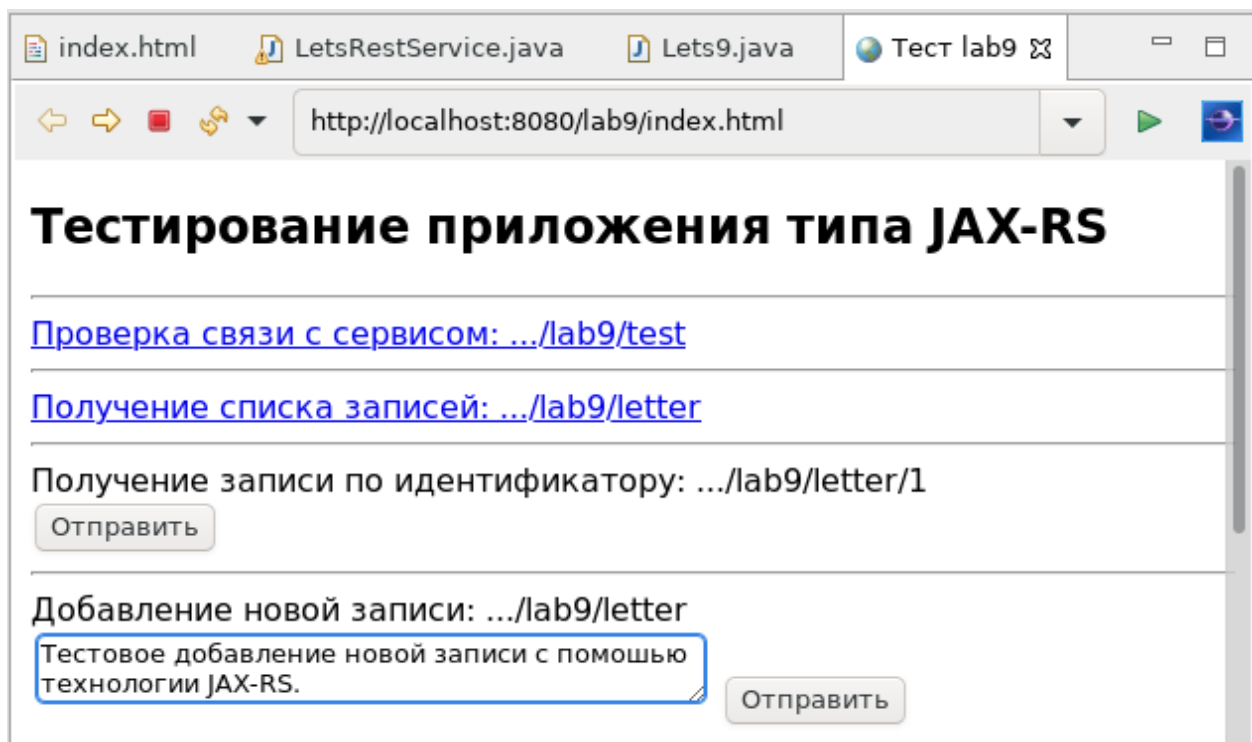 index.html LetsRestService.java Lets9.java Тест lab9
http://localhost:8080/lab9/index.html
Тестирование приложения типа JAX-RS
Проверка связи с сервисом: .../lab9/test
Получение списка записей: .../lab9/letter
Получение записи по идентификатору: .../lab9/letter/1
Отправить
Добавление новой записи: .../lab9/letter
Тестовое добавление новой записи с помошью
технологии JAX-RS.
Отправить